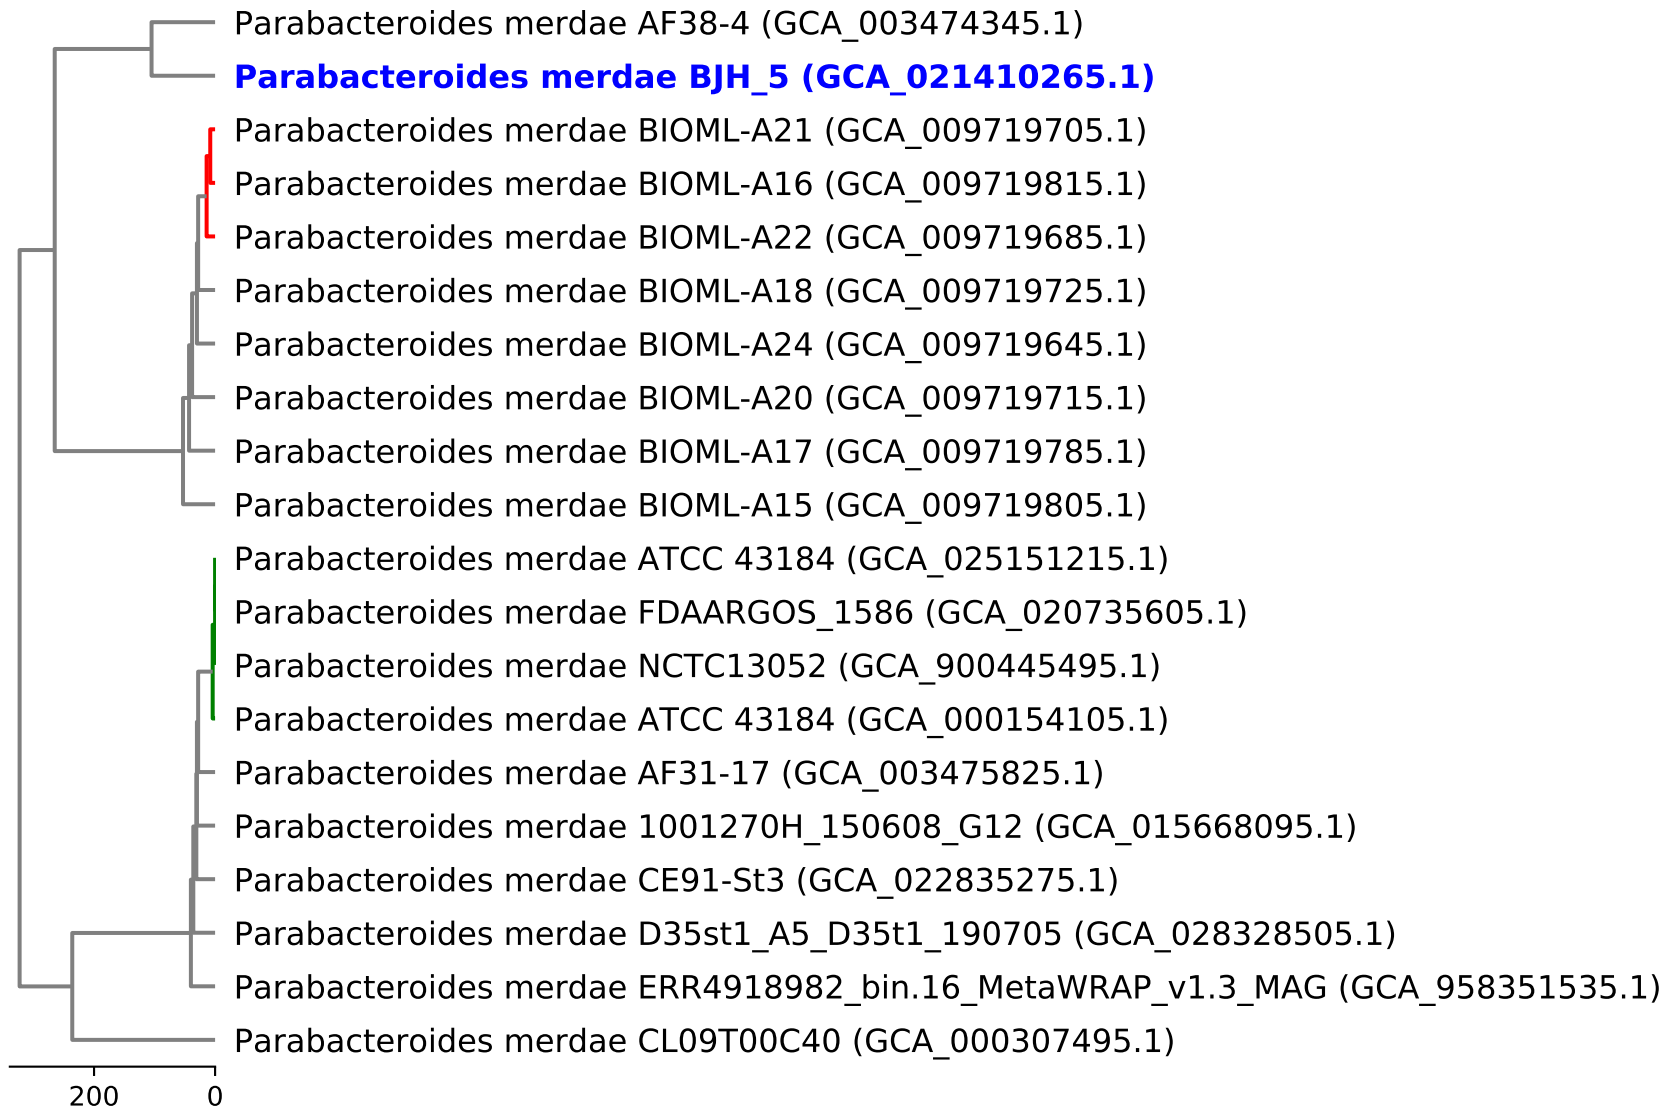 Parabacteroides merdae AF38-4 (GCA_003474345.1)
Parabacteroides merdae BJH_5 (GCA_021410265.1)
Parabacteroides merdae BIOML-A21 (GCA_009719705.1)
Parabacteroides merdae BIOML-A16 (GCA_009719815.1)
Parabacteroides merdae BIOML-A22 (GCA_009719685.1)
Parabacteroides merdae BIOML-A18 (GCA_009719725.1)
Parabacteroides merdae BIOML-A24 (GCA_009719645.1)
Parabacteroides merdae BIOML-A20 (GCA_009719715.1)
Parabacteroides merdae BIOML-A17 (GCA_009719785.1)
Parabacteroides merdae BIOML-A15 (GCA_009719805.1)
Parabacteroides merdae ATCC 43184 (GCA_025151215.1)
Parabacteroides merdae FDAARGOS_1586 (GCA_020735605.1)
Parabacteroides merdae NCTC13052 (GCA_900445495.1)
Parabacteroides merdae ATCC 43184 (GCA_000154105.1)
Parabacteroides merdae AF31-17 (GCA_003475825.1)
Parabacteroides merdae 1001270H_150608_G12 (GCA_015668095.1)
Parabacteroides merdae CE91-St3 (GCA_022835275.1)
Parabacteroides merdae D35st1_A5_D35t1_190705 (GCA_028328505.1)
Parabacteroides merdae ERR4918982_bin.16_MetaWRAP_v1.3_MAG (GCA_958351535.1)
Parabacteroides merdae CL09T00C40 (GCA_000307495.1)
200 0